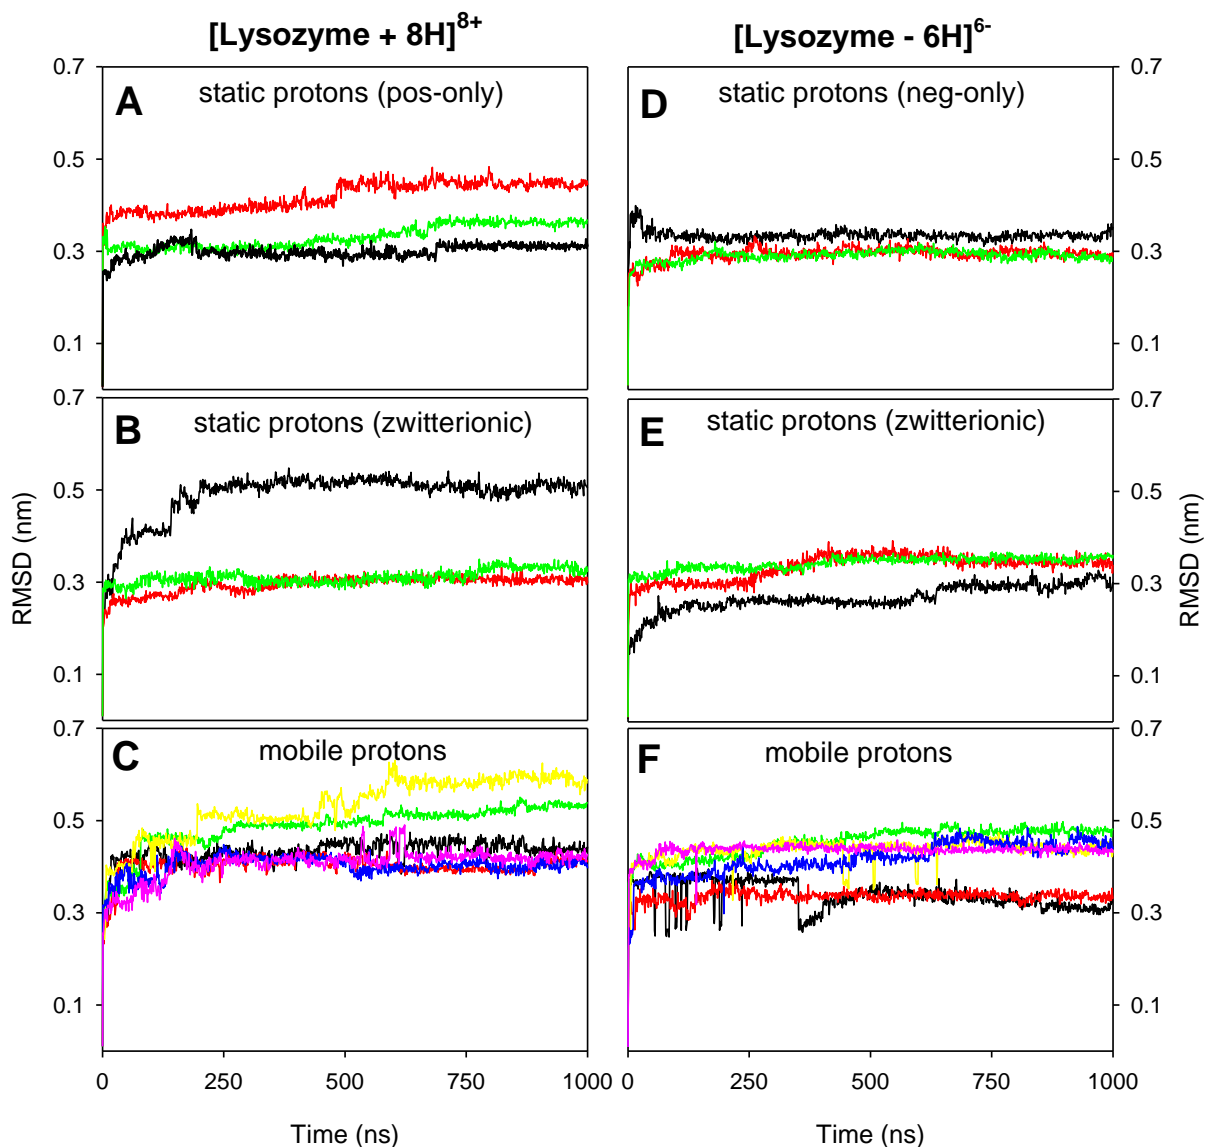 [Lysozyme + 8H]8+
[Lysozyme - 6H]6-
A
static protons (pos-only)
0.7
0.5
0.3
0.1
D
static protons (neg-only)
0.7
0.5
0.3
0.1
B
static protons (zwitterionic)
0.7
0.5
0.3
0.1
RMSD (nm)
E
static protons (zwitterionic)
0.7
0.5
0.3
0.1
RMSD (nm)
C
mobile protons
0.7
0.5
0.3
0.1
0 250 500 750 1000
Time (ns)
F
mobile protons
0.7
0.5
0.3
0.1
0 250 500 750 1000
Time (ns)